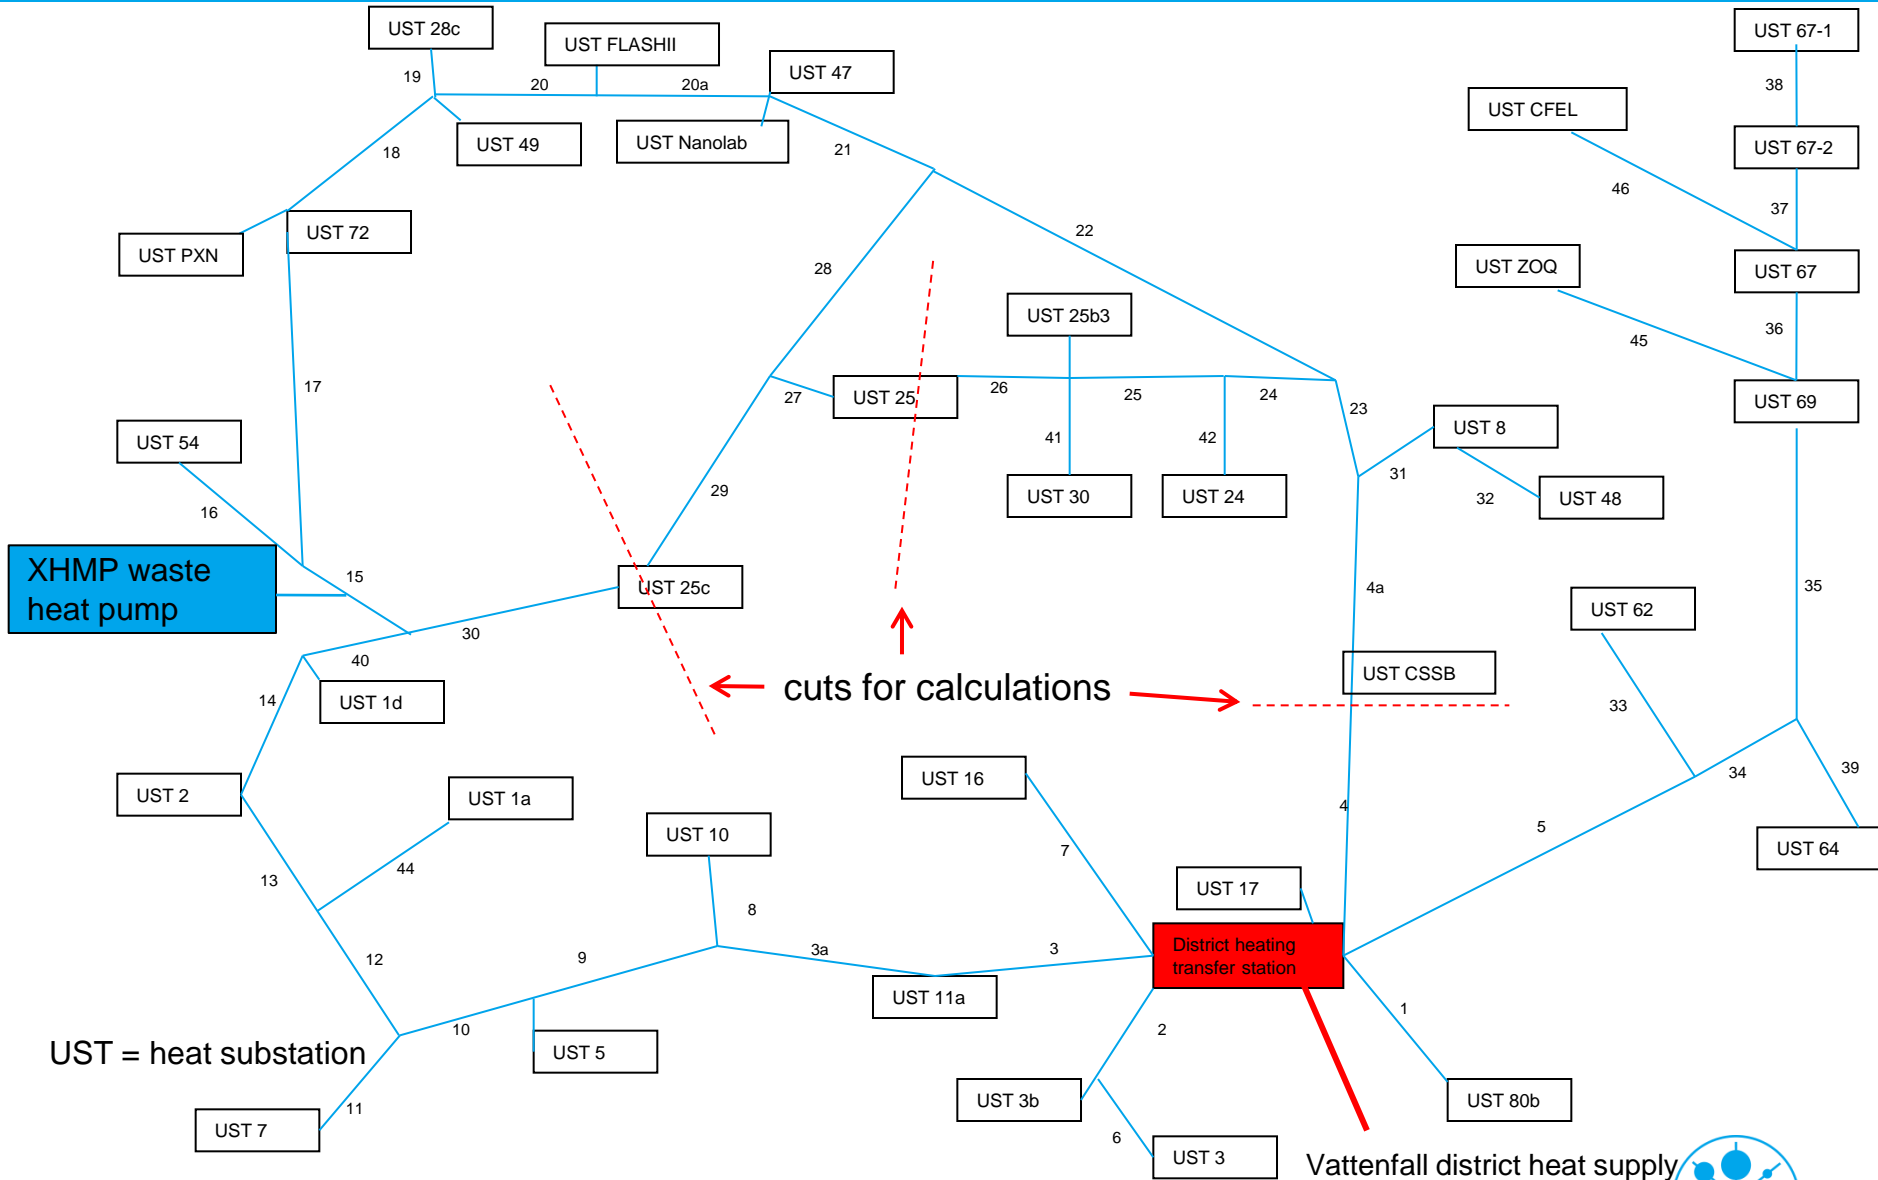 UST 28c
UST FLASHII
UST 47
UST 67-1
19
20
20a
38
UST CFEL
UST 49
UST Nanolab
21
18
UST 67-2
46
37
UST PXN
UST 72
22
28
UST ZOQ
UST 67
UST 25b3
45
36
17
27
UST 25
26
25
24
23
UST 69
UST 54
41
42
UST 8
31
29
UST 30
UST 24
32
UST 48
16
XHMP waste
heat pump
15
UST 25c
4a
35
30
UST 62
40
UST CSSB
14
UST 1d
cuts for calculations
33
34
39
UST 2
UST 1a
UST 16
4
5
UST 10
7
UST 64
13
44
UST 17
8
12
9
3a
3
District heating
transfer station
UST 11a
1
10
2
UST = heat substation
UST 5
UST 3b
UST 80b
11
UST 7
6
UST 3
Vattenfall district heat supply